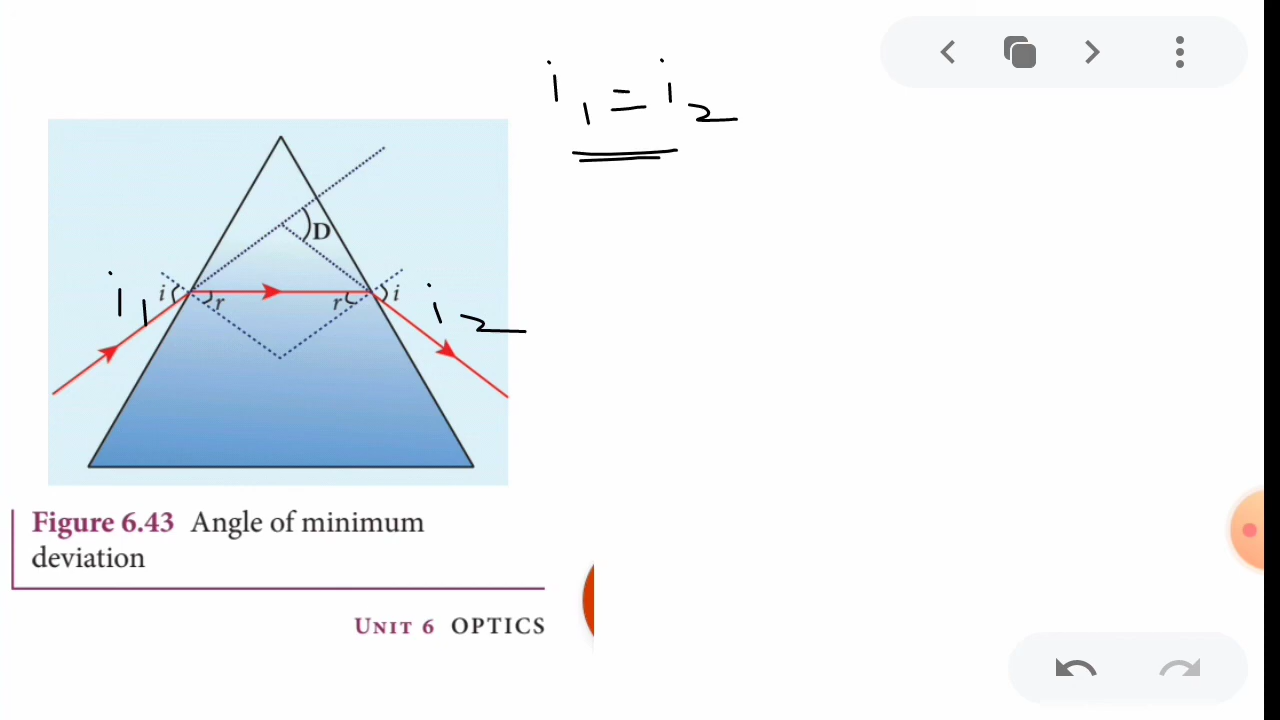 i₁ = i₂
D
i₁ i r r i i₂
Figure 6.43 Angle of minimum
deviation
UNIT 6 OPTICS